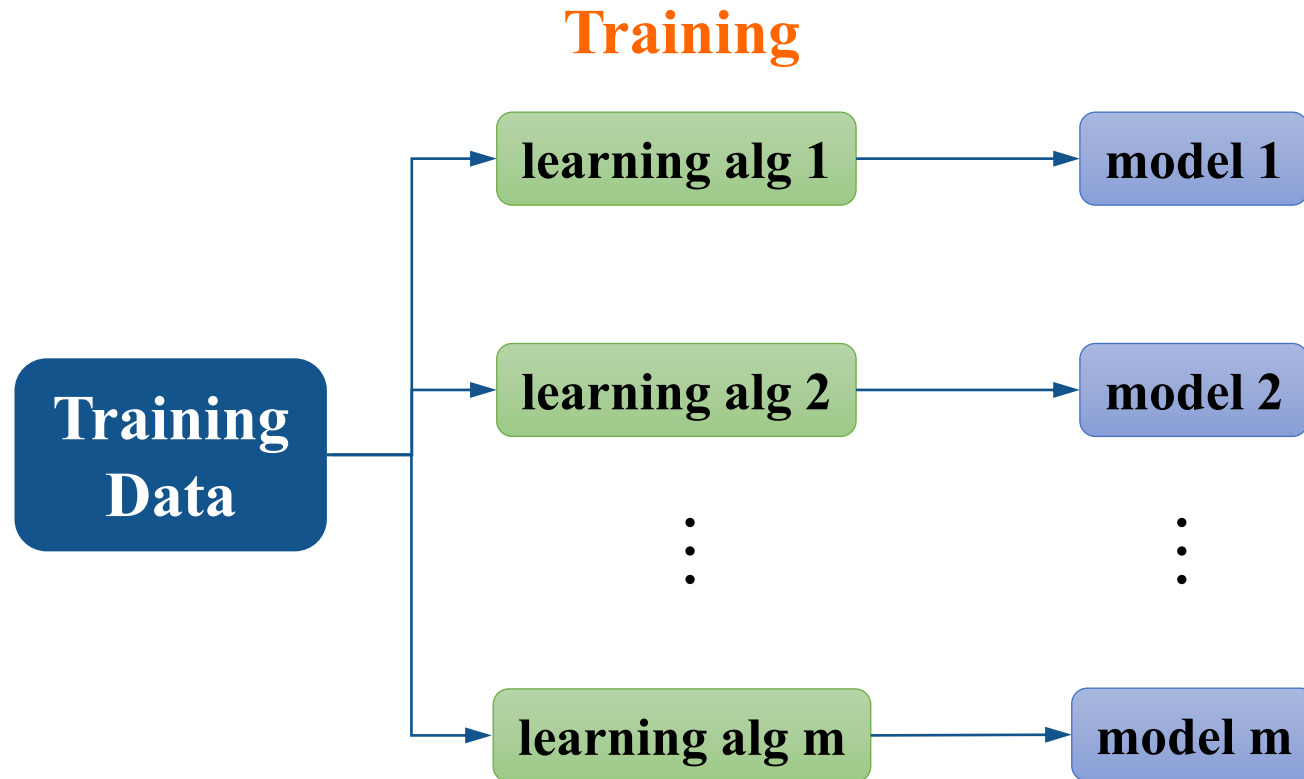 Training
learning alg 1
model 1
learning alg 2
model 2
Training
Data
learning alg m
model m